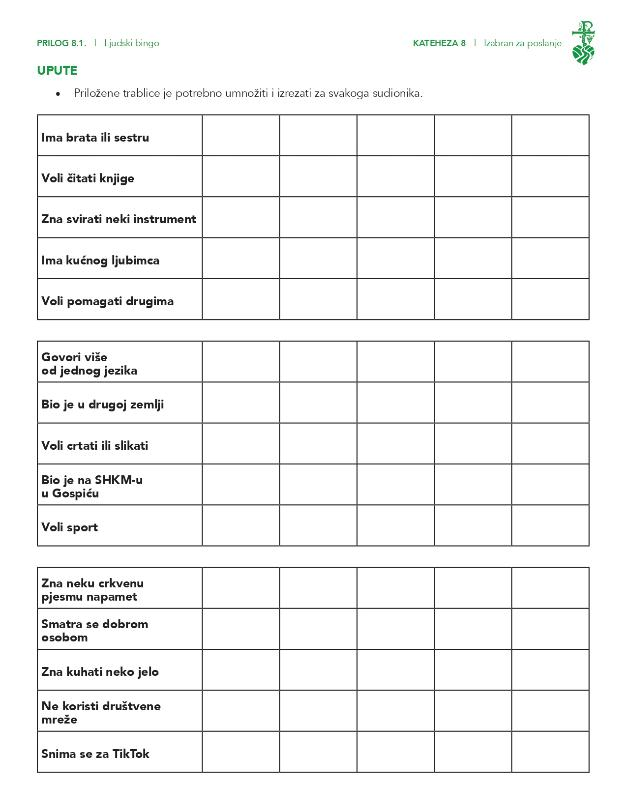 PRILOG 8.1. | Ljudski bingo
KATEHEZA 8 | Izabran za poslanje
UPUTE
• Priložene trablice je potrebno umnožiti i izrezati za svakoga sudionika.
Ima brata ili sestru
Voli čitati knjige
Zna svirati neki instrument
Ima kućnog ljubimca
Voli pomagati drugima
Govori više
od jednog jezika
Bio je u drugoj zemlji
Voli crtati ili slikati
Bio je na SHKM-u
u Gospiću
Voli sport
Zna neku crkvenu
pjesmu napamet
Smatra se dobrom
osobom
Zna kuhati neko jelo
Ne koristi društvene
mreže
Snima se za TikTok